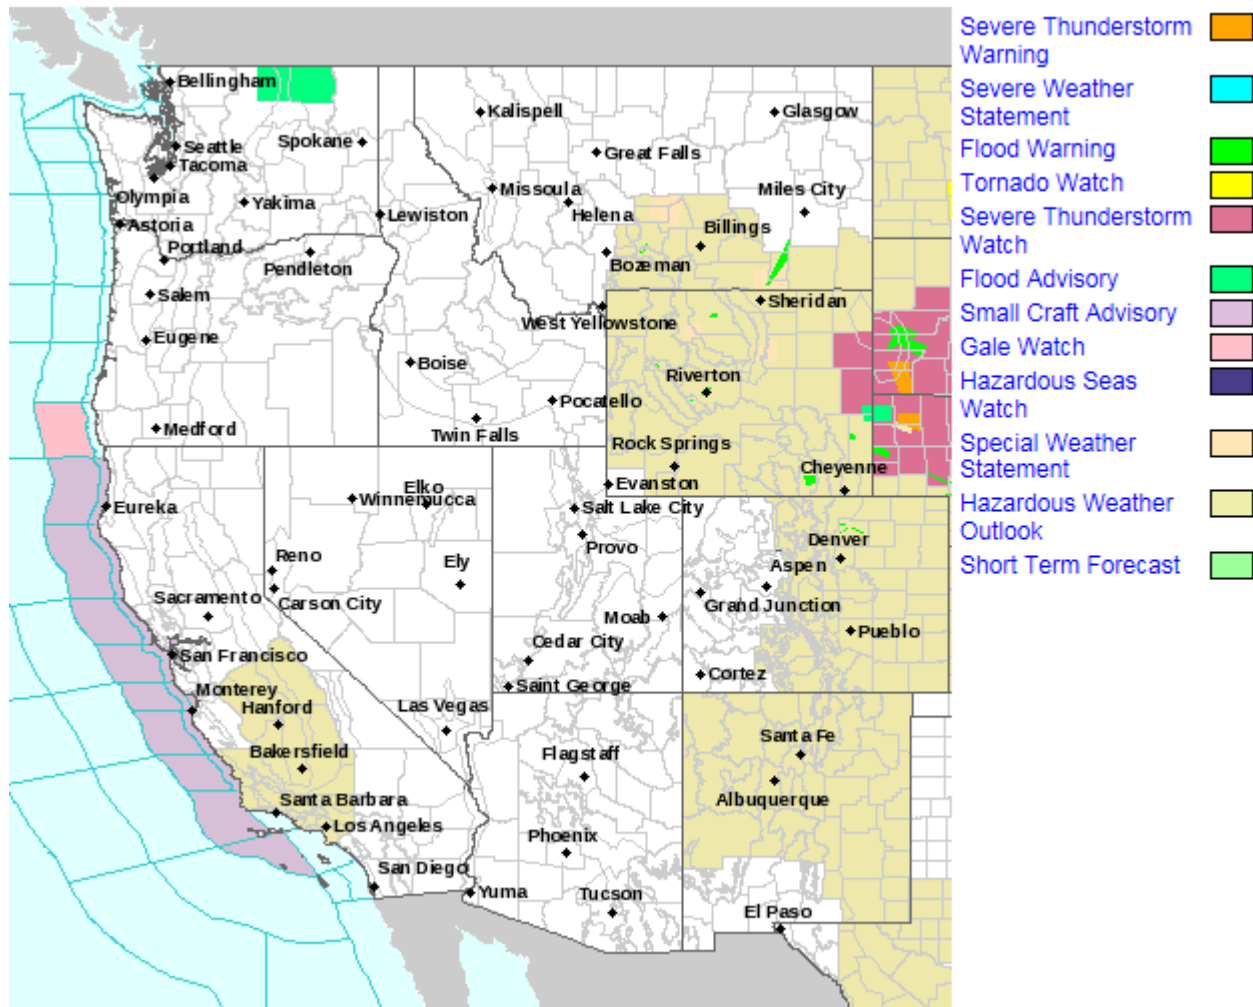 Bellingham
Seattle
Tacoma
Olympia
Spokane
Yakima
Astoria
Portland
Pendleton
Lewiston
Salem
Eugene
Medford
Kalispell
Great Falls
Glasgow
Missoula
Helena
Miles City
Billings
Bozeman
West Yellowstone
Sheridan
Boise
Pocatello
Twin Falls
Riverton
Rock Springs
Evanston
Cheyenne
Eureka
Elko
Winnemucca
Reno
Carson City
Ely
Sacramento
San Francisco
Salt Lake City
Provo
Moab
Cedar City
Saint George
Denver
Aspen
Grand Junction
Pueblo
Cortez
Monterey
Hanford
Bakersfield
Las Vegas
Santa Barbara
Los Angeles
San Diego
Flagstaff
Phoenix
Yuma
Tucson
Santa Fe
Albuquerque
El Paso
Severe Thunderstorm
Warning
Severe Weather
Statement
Flood Warning
Tornado Watch
Severe Thunderstorm
Watch
Flood Advisory
Small Craft Advisory
Gale Watch
Hazardous Seas
Watch
Special Weather
Statement
Hazardous Weather
Outlook
Short Term Forecast